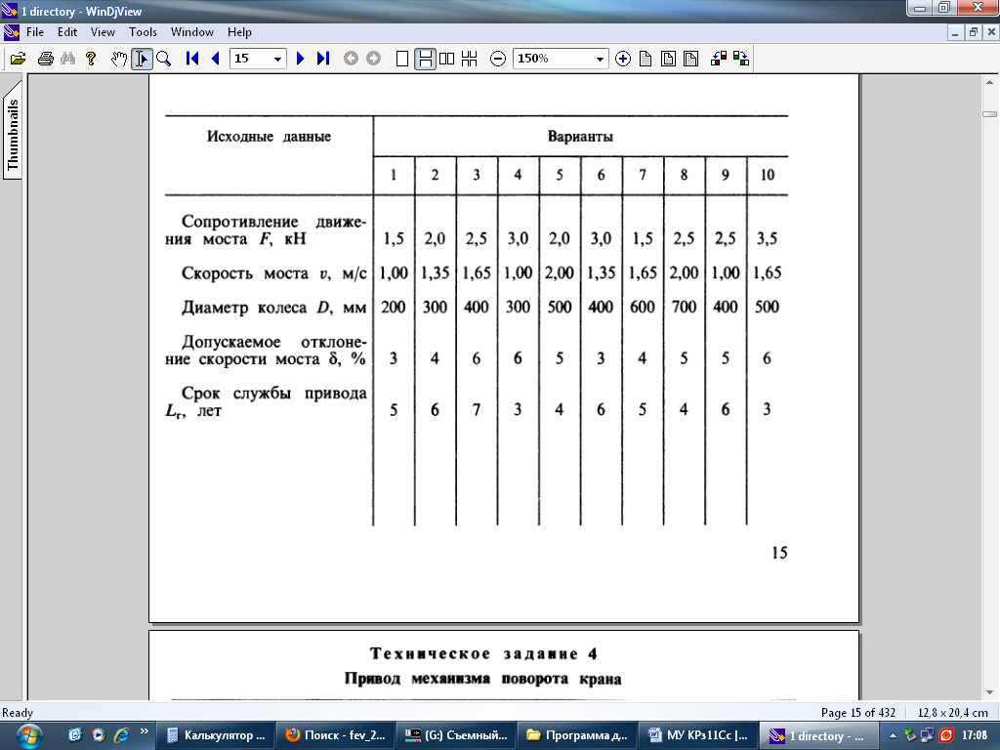 1 directory - WinDjView
File Edit View Tools Window Help
15 150%
Thumbnails
Исходные данные Варианты
1 2 3 4 5 6 7 8 9 10
Сопротивление движе-
ния моста F, кН 1,5 2,0 2,5 3,0 2,0 3,0 1,5 2,5 2,5 3,5
Скорость моста v, м/с 1,00 1,35 1,65 1,00 2,00 1,35 1,65 2,00 1,00 1,65
Диаметр колеса D, мм 200 300 400 300 500 400 600 700 400 500
Допускаемое отклоне-
ние скорости моста δ, % 3 4 6 6 5 3 4 5 5 6
Срок службы привода
Lг, лет 5 6 7 3 4 6 5 4 6 3
15
Техническое задание 4
Привод механизма поворота крана
Ready Page 15 of 432 12,8 x 20,4 cm
Калькулятор ... Поиск - fev_2... (G:) Съемный... Программа д... МУ КРз11Сс |... 1 directory - ... 17:08